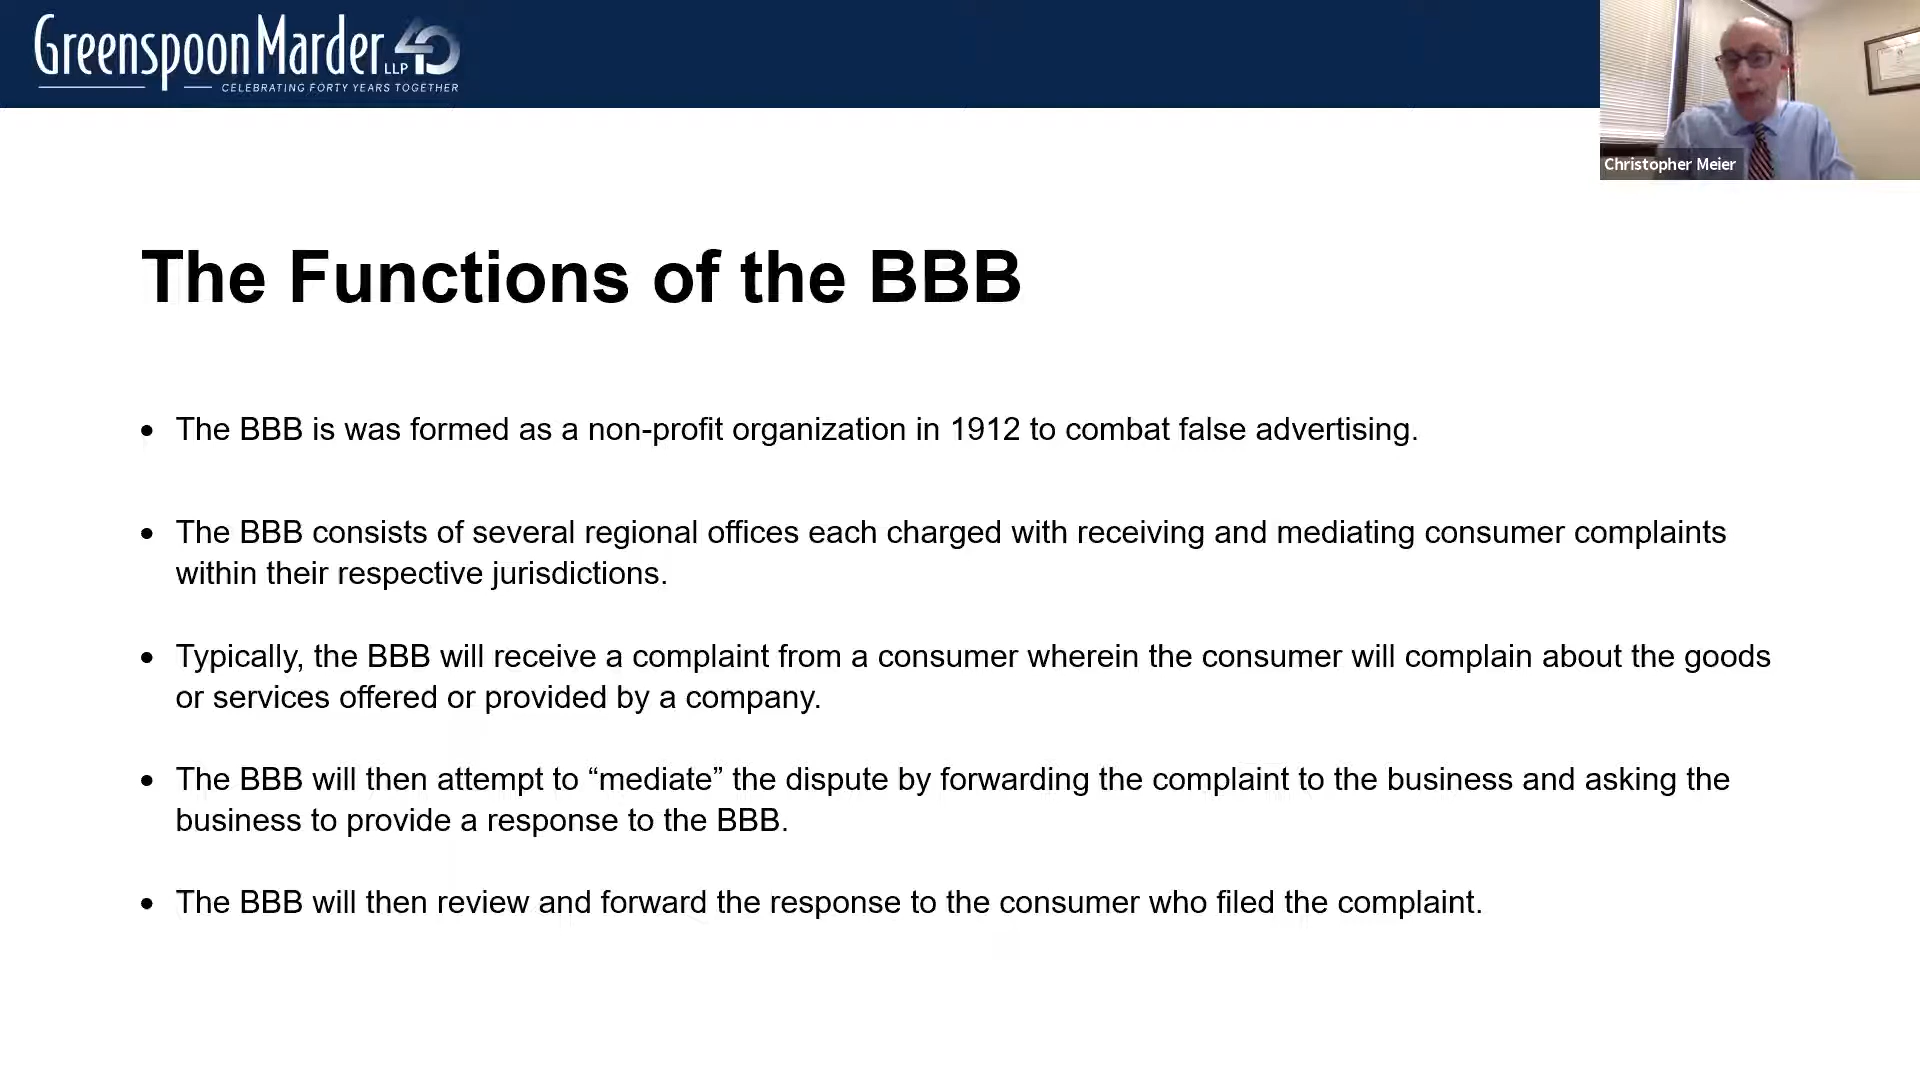 GreenspoonMarder LLP 40
CELEBRATING FORTY YEARS TOGETHER
Christopher Meier
The Functions of the BBB
• The BBB is was formed as a non-profit organization in 1912 to combat false advertising.
• The BBB consists of several regional offices each charged with receiving and mediating consumer complaints
within their respective jurisdictions.
• Typically, the BBB will receive a complaint from a consumer wherein the consumer will complain about the goods
or services offered or provided by a company.
• The BBB will then attempt to “mediate” the dispute by forwarding the complaint to the business and asking the
business to provide a response to the BBB.
• The BBB will then review and forward the response to the consumer who filed the complaint.